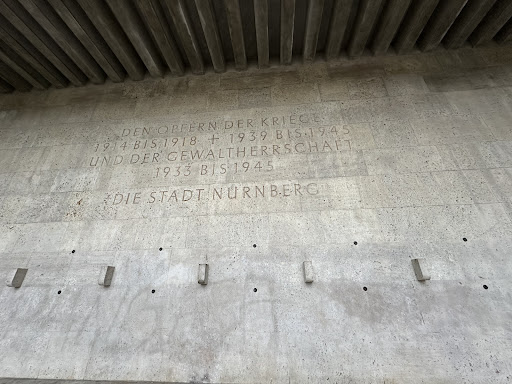 DEN OPFERN DER KRIEGE
1914 BIS 1918 + 1939 BIS 1945
UND DER GEWALTHERRSCHAFT
1933 BIS 1945
DIE STADT NÜRNBERG